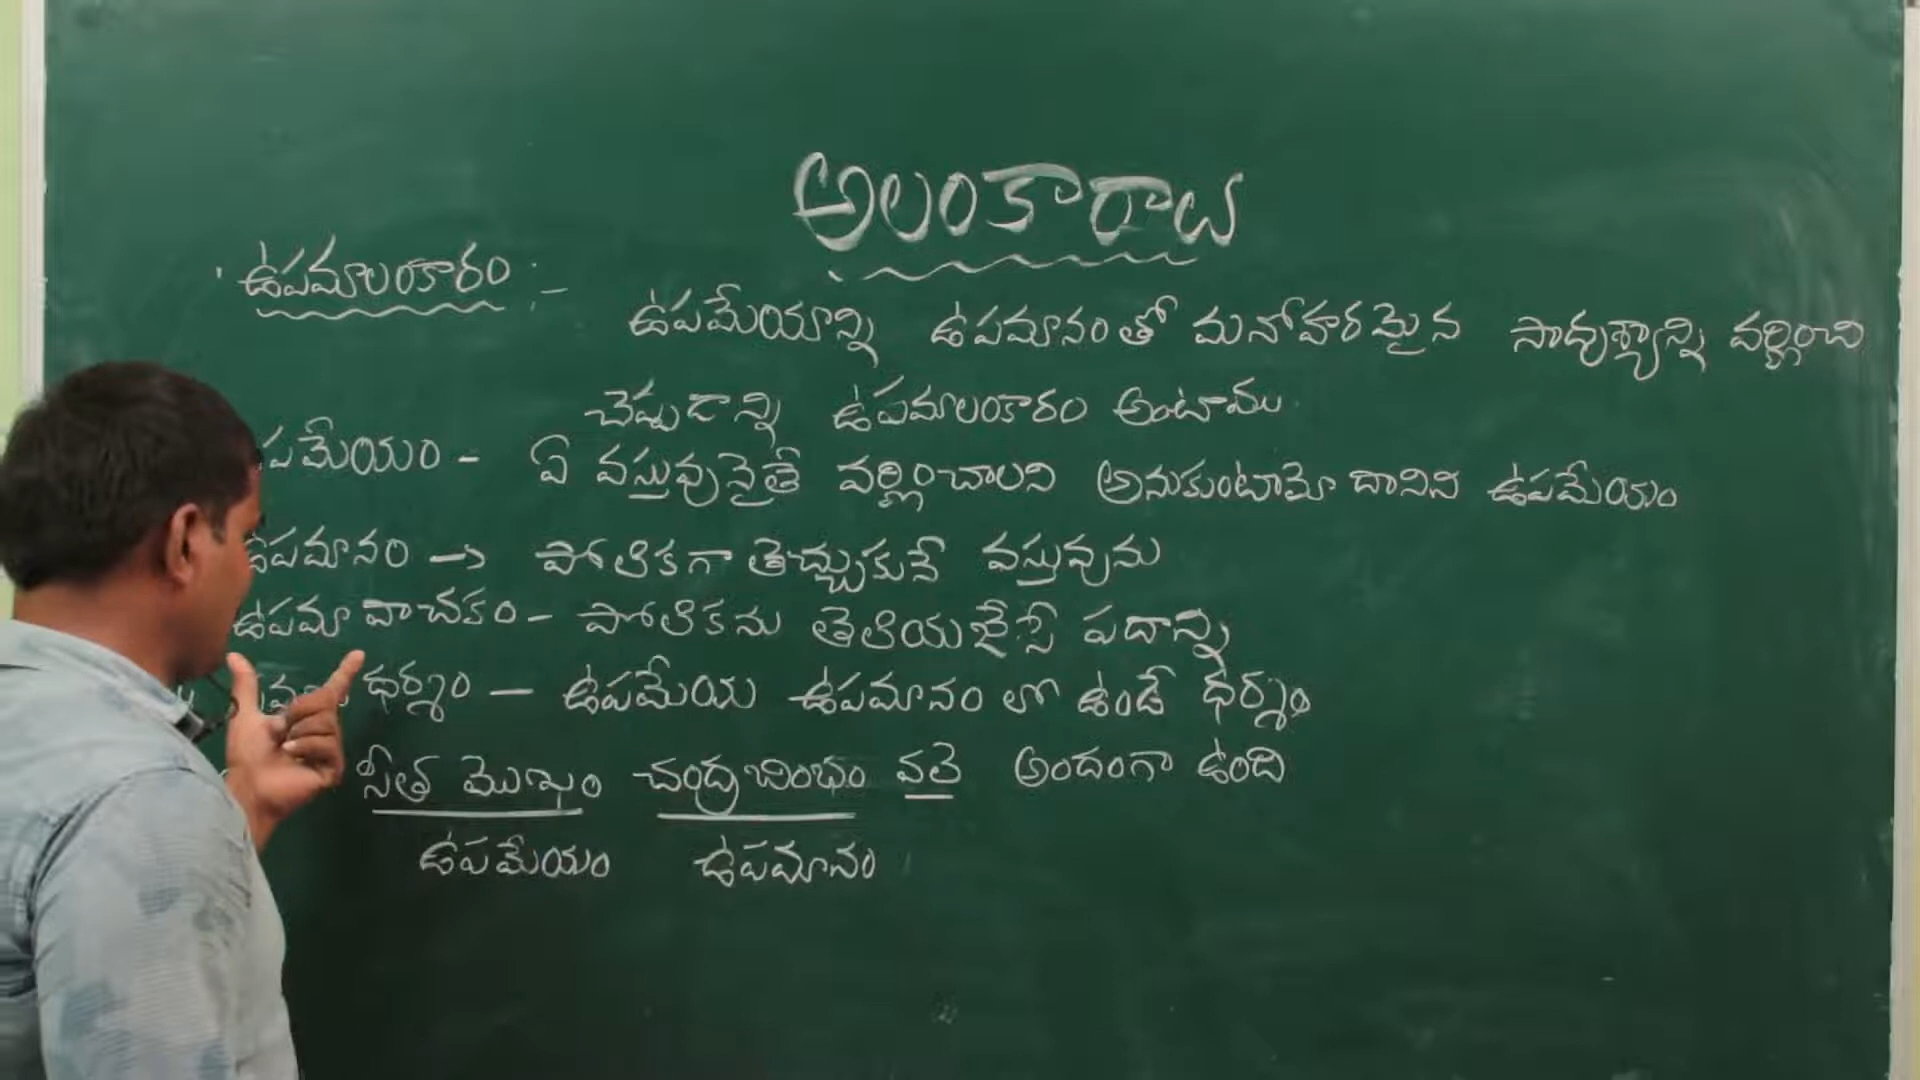 అలంకారాలు
ఉపమాలంకారం :-
ఉపమేయాన్ని ఉపమానంతో మనోహరమైన సాదృశ్యాన్ని వర్ణించి
చెప్పడాన్ని ఉపమాలంకారం అంటాము
పమేయం - ఏ వస్తువునైతే వర్ణించాలని అనుకుంటామో దానిని ఉపమేయం
ఉపమానం -> పోలికగా తెచ్చుకునే వస్తువును
ఉపమా వాచకం - పోలికను తెలియజేసే పదాన్ని
ధర్మం - ఉపమేయ ఉపమానం లో ఉండే ధర్మం
సీత మొఖం చంద్రబింభం వలె అందంగా ఉంది
ఉపమేయం ఉపమానం